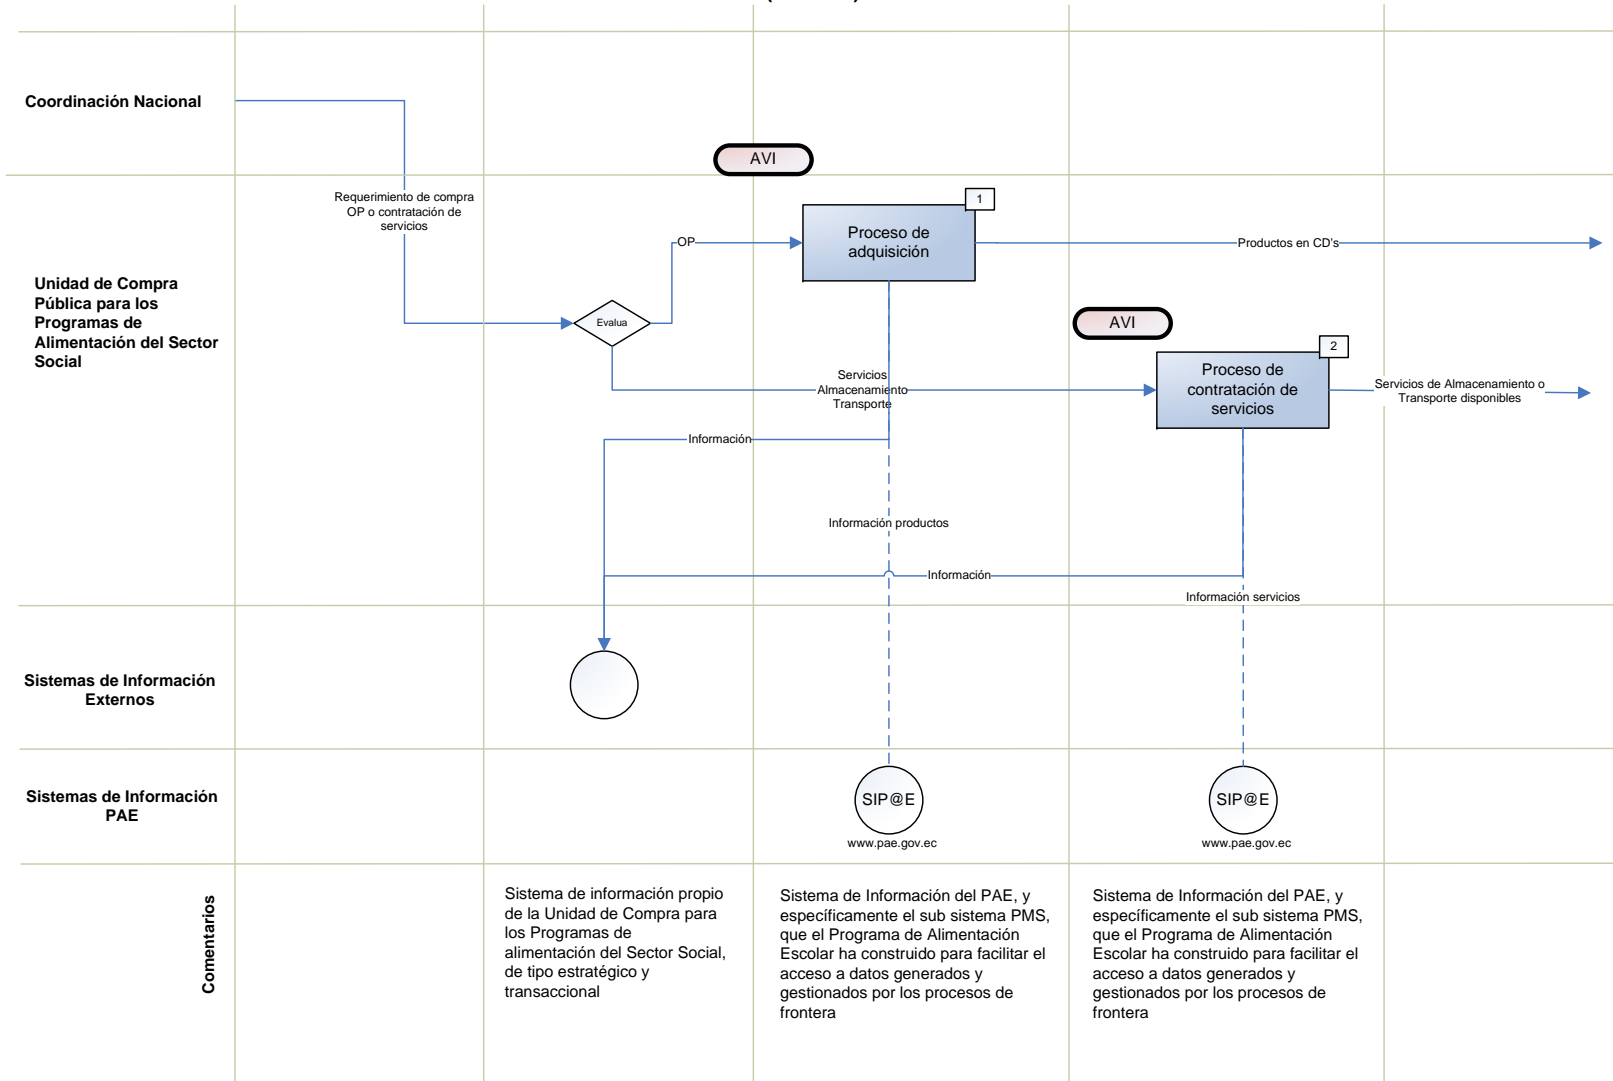 Coordinación Nacional
AVI
Requerimiento de compra
OP o contratación de
servicios
1
Proceso de
adquisición
OP
Productos en CD's
Unidad de Compra
Pública para los
Programas de
Alimentación del Sector
Social
Evalua
AVI
2
Proceso de
contratación de
servicios
Servicios
Almacenamiento
Transporte
Servicios de Almacenamiento o
Transporte disponibles
Información
Información productos
Información
Información servicios
Sistemas de Información
Externos
Sistemas de Información
PAE
SIP@E
www.pae.gov.ec
SIP@E
www.pae.gov.ec
Comentarios
Sistema de información propio
de la Unidad de Compra para
los Programas de
alimentación del Sector Social,
de tipo estratégico y
transaccional
Sistema de Información del PAE, y
específicamente el sub sistema PMS,
que el Programa de Alimentación
Escolar ha construido para facilitar el
acceso a datos generados y
gestionados por los procesos de
frontera
Sistema de Información del PAE, y
específicamente el sub sistema PMS,
que el Programa de Alimentación
Escolar ha construido para facilitar el
acceso a datos generados y
gestionados por los procesos de
frontera